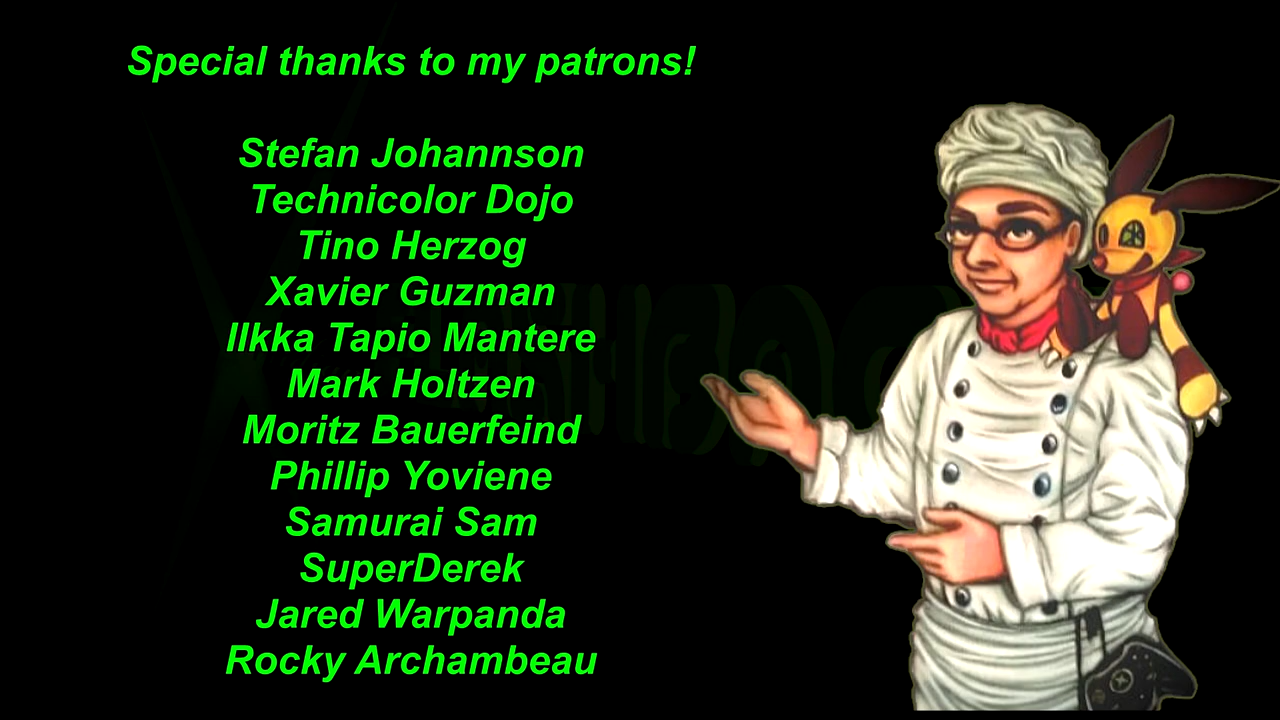 Special thanks to my patrons!
Stefan Johannson
Technicolor Dojo
Tino Herzog
Xavier Guzman
Ilkka Tapio Mantere
Mark Holtzen
Moritz Bauerfeind
Phillip Yoviene
Samurai Sam
SuperDerek
Jared Warpanda
Rocky Archambeau